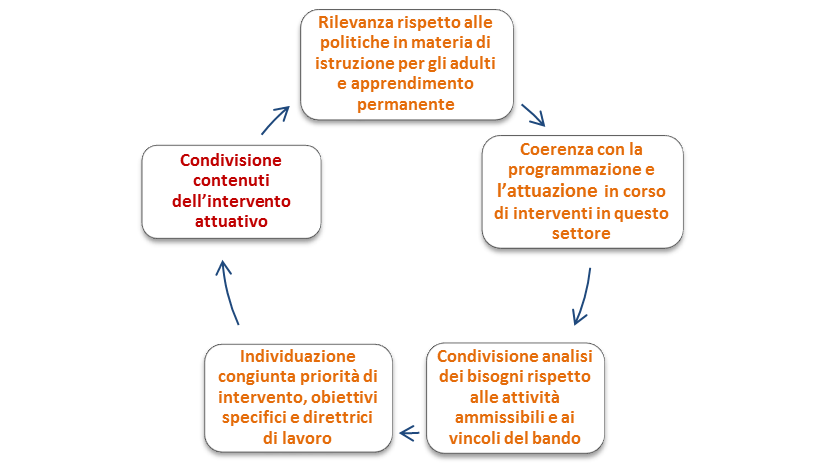 Rilevanza rispetto alle
politiche in materia di
istruzione per gli adulti
e apprendimento
permanente
Coerenza con la
programmazione e
l'attuazione in corso
di interventi in questo
settore
Condivisione analisi
dei bisogni rispetto
alle attività
ammissibili e ai
vincoli del bando
Individuazione
congiunta priorità di
intervento, obiettivi
specifici e direttrici
di lavoro
Condivisione
contenuti
dell'intervento
attuativo